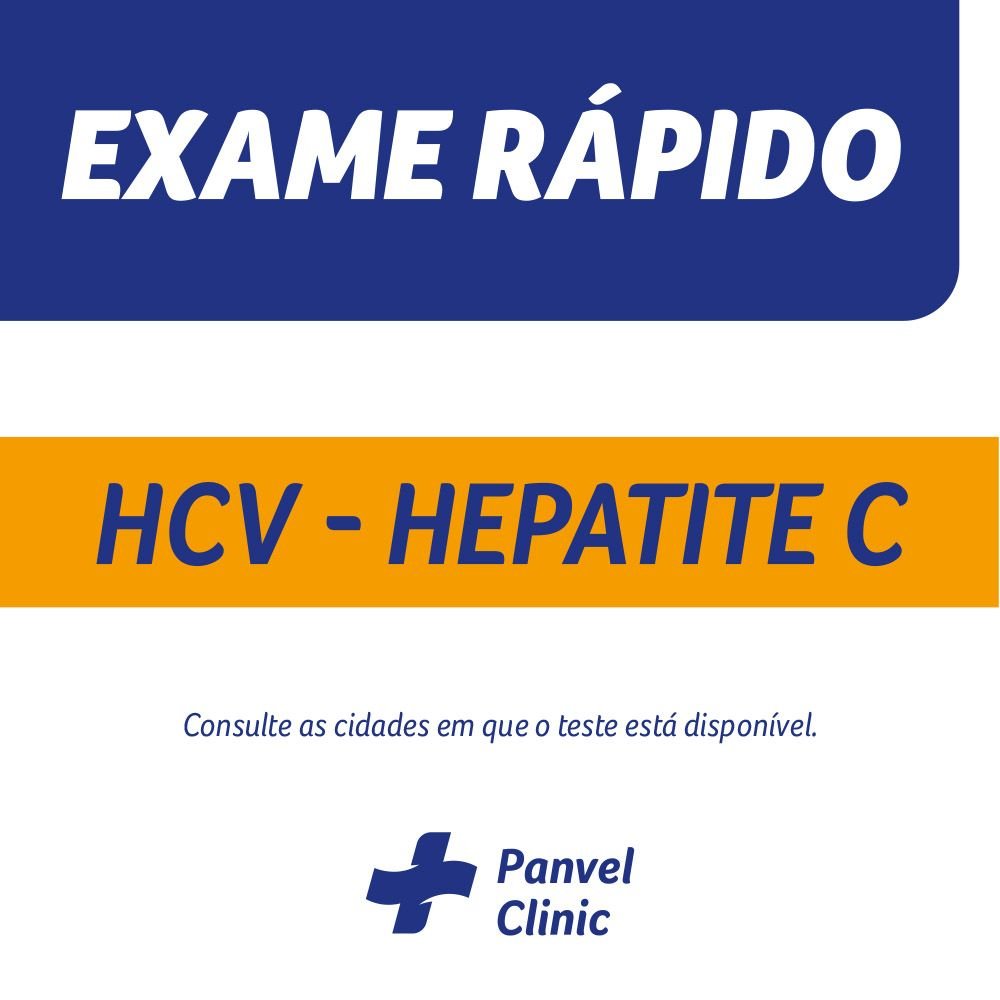 EXAME RÁPIDO
HCV - HEPATITE C
Consulte as cidades em que o teste está disponível.
Panvel
Clinic